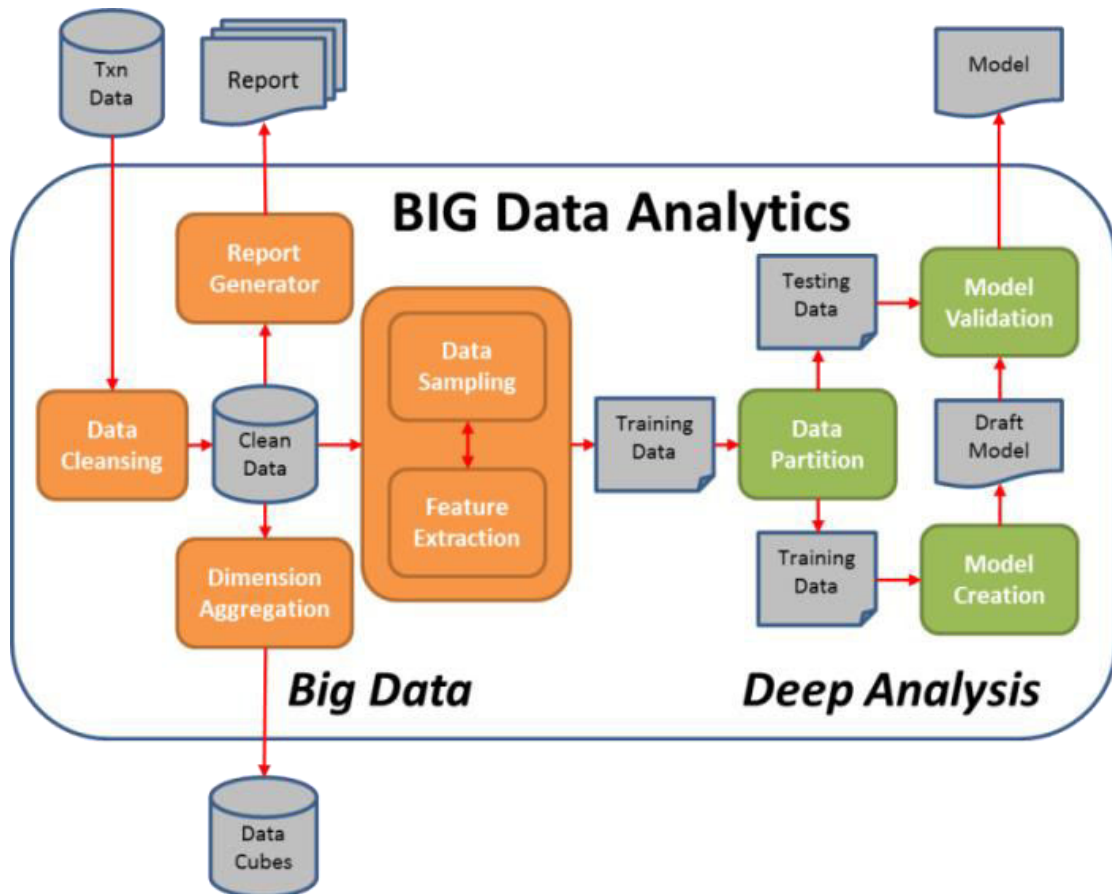 Txn
Data
Report
Model
BIG Data Analytics
Report
Generator
Testing
Data
Model
Validation
Data
Sampling
Data
Cleansing
Clean
Data
Training
Data
Data
Partition
Draft
Model
Feature
Extraction
Dimension
Aggregation
Training
Data
Model
Creation
Big Data
Deep Analysis
Data
Cubes